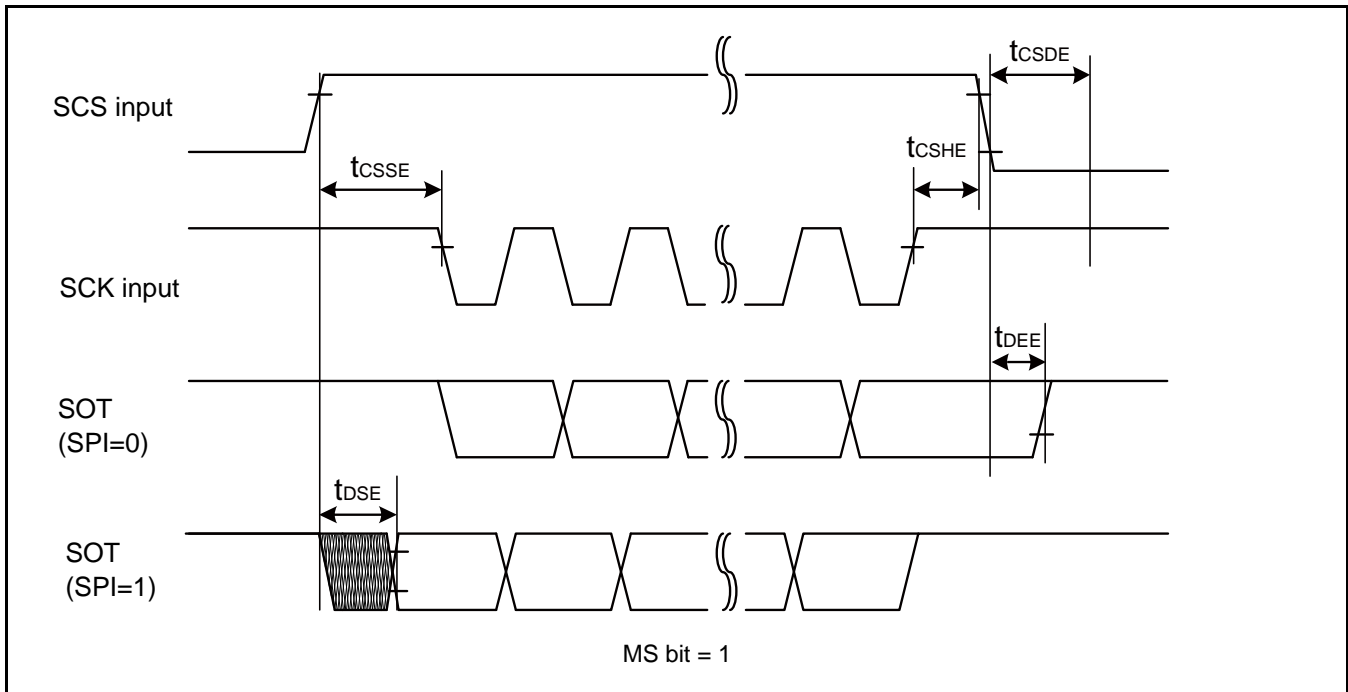 tCSDE
SCS input
tCSHE
tCSSE
SCK input
tDEE
SOT
(SPI=0)
tDSE
SOT
(SPI=1)
MS bit = 1